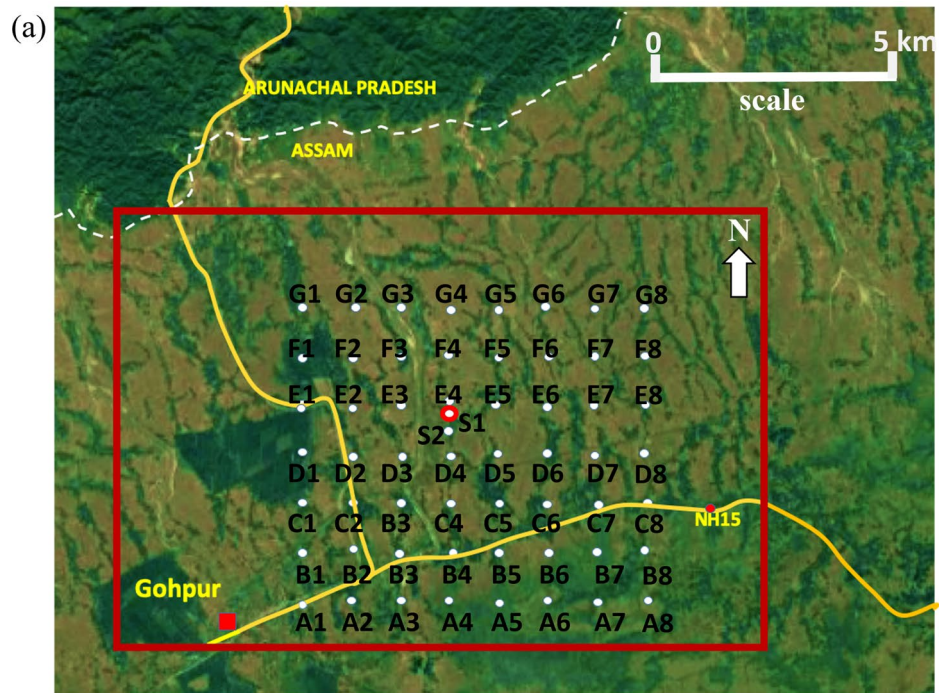 (a)
0 5 km
scale
ARUNACHAL PRADESH
ASSAM
N
G1 G2 G3 G4 G5 G6 G7 G8
F1 F2 F3 F4 F5 F6 F7 F8
E1 E2 E3 E4 E5 E6 E7 E8
S1
S2
D1 D2 D3 D4 D5 D6 D7 D8
C1 C2 B3 C4 C5 C6 C7 C8
NH15
B1 B2 B3 B4 B5 B6 B7 B8
Gohpur
A1 A2 A3 A4 A5 A6 A7 A8